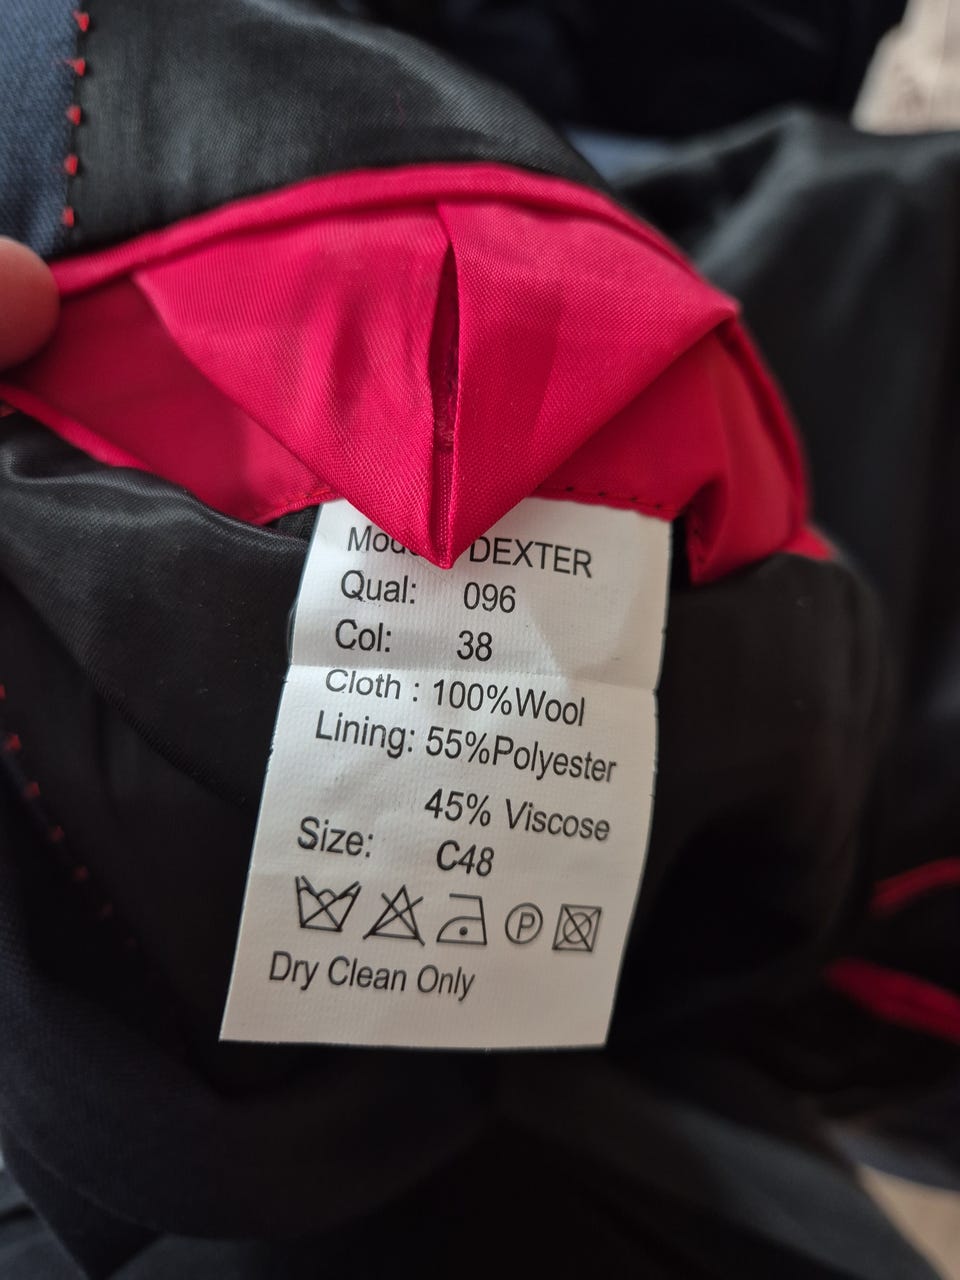 DEXTER
Qual: 096
Col: 38
Cloth : 100%Wool
Lining: 55%Polyester
45% Viscose
Size: C48
P
Dry Clean Only